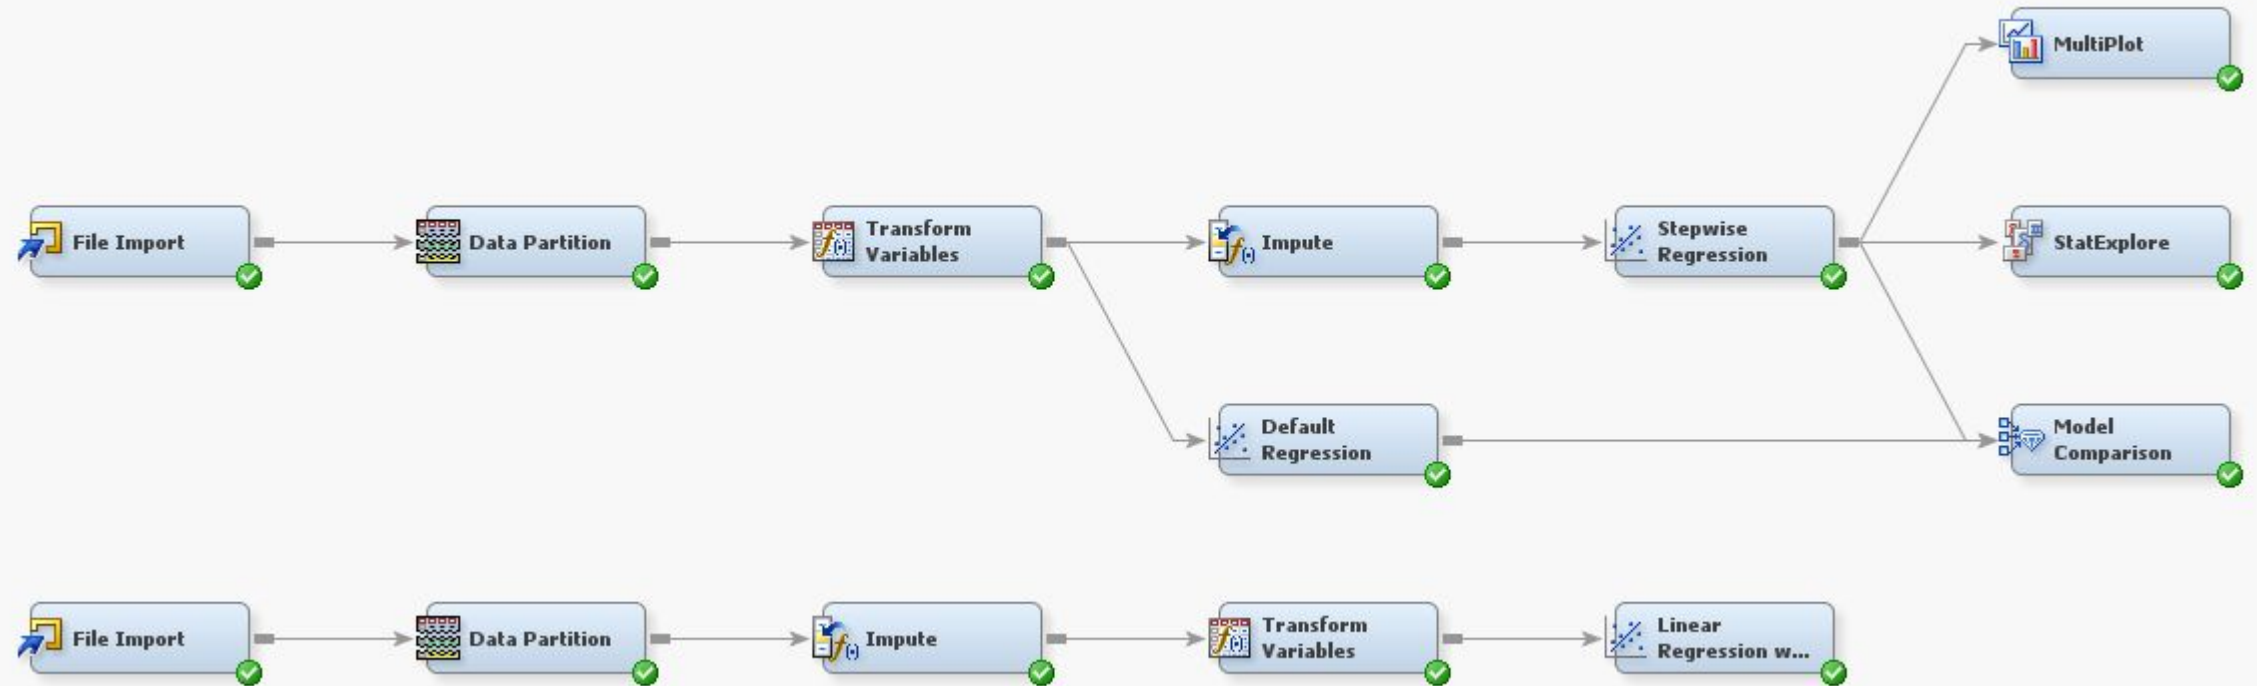 MultiPlot
File Import
Data Partition
Transform
Variables
Impute
Stepwise
Regression
StatExplore
Default
Regression
Model
Comparison
File Import
Data Partition
Impute
Transform
Variables
Linear
Regression w...